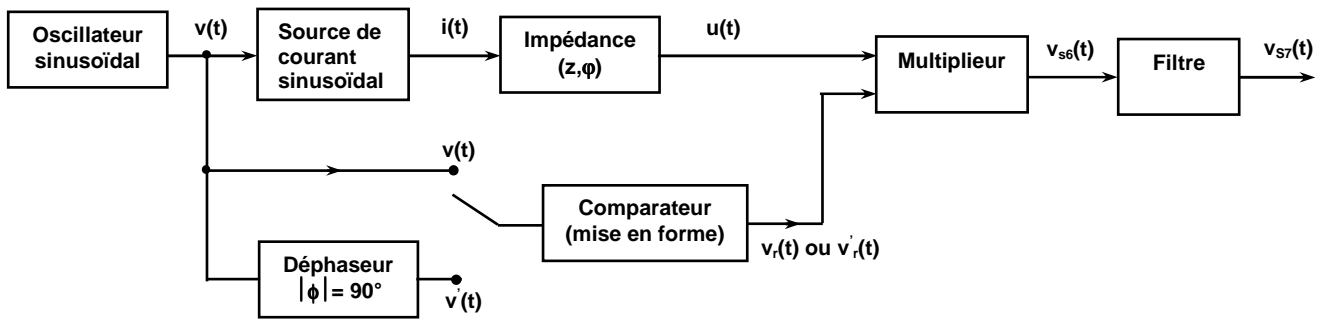 Oscillateur
sinusoïdal
v(t)
Source de
courant
sinusoïdal
i(t)
Impédance
(z,φ)
u(t)
Multiplieur
vs6(t)
Filtre
vS7(t)
v(t)
Comparateur
(mise en forme)
vr(t) ou v'r(t)
Déphaseur
|ϕ| = 90°
v'(t)